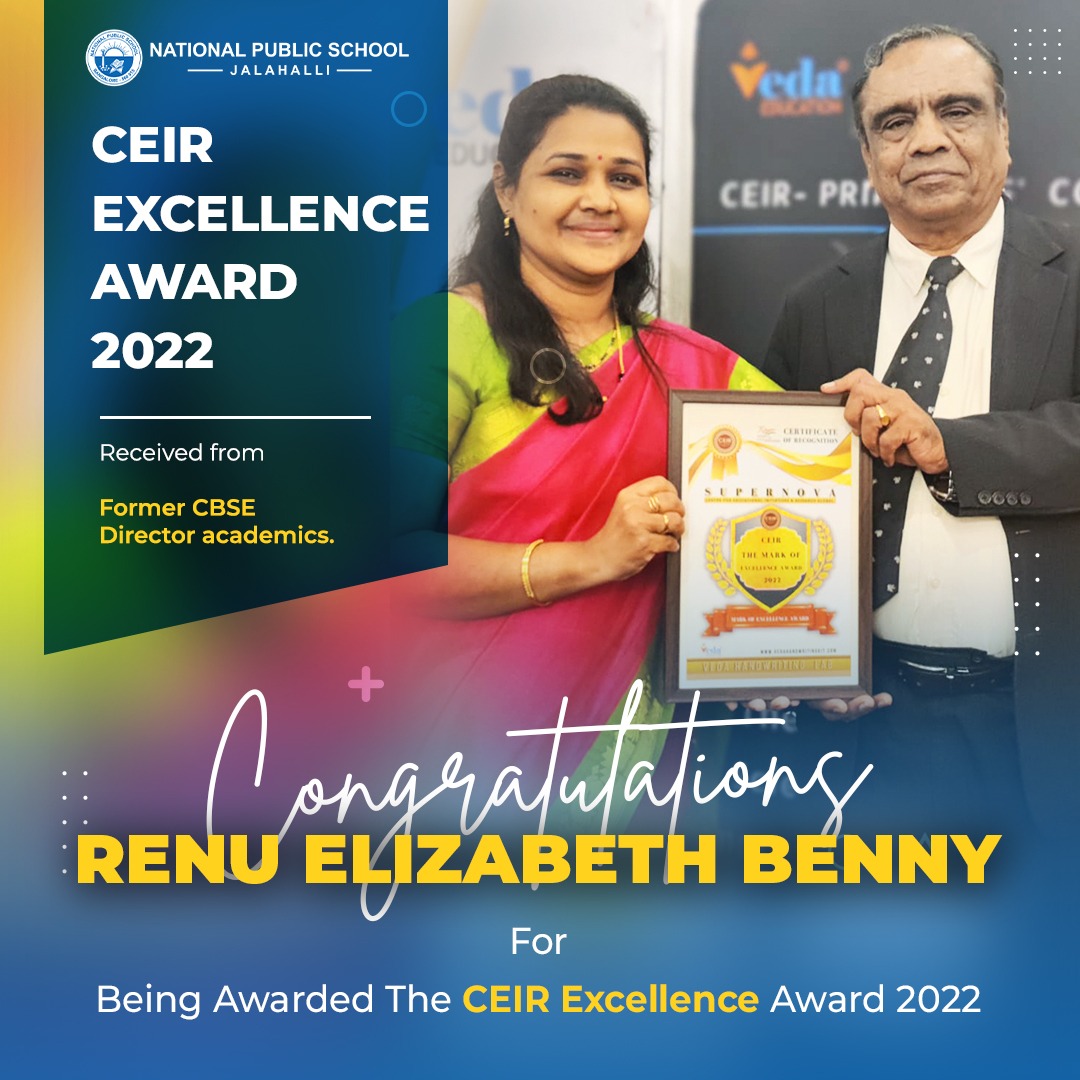 NATIONAL PUBLIC SCHOOL
JALAHALLI
CEIR
EXCELLENCE
AWARD
2022
Received from
Former CBSE
Director academics.
Veda
EDUCATION
CEIR- PRI
CERTIFICATE
OF RECOGNITION
SUPERNOVA
CEIR
CEIR
THE MARK OF
EXCELLENCE AWARD
2022
MARK OF EXCELLENCE AWARD
Veda
VEDA HANDWRITING LAB
Congratulations
RENU ELIZABETH BENNY
For
Being Awarded The CEIR Excellence Award 2022